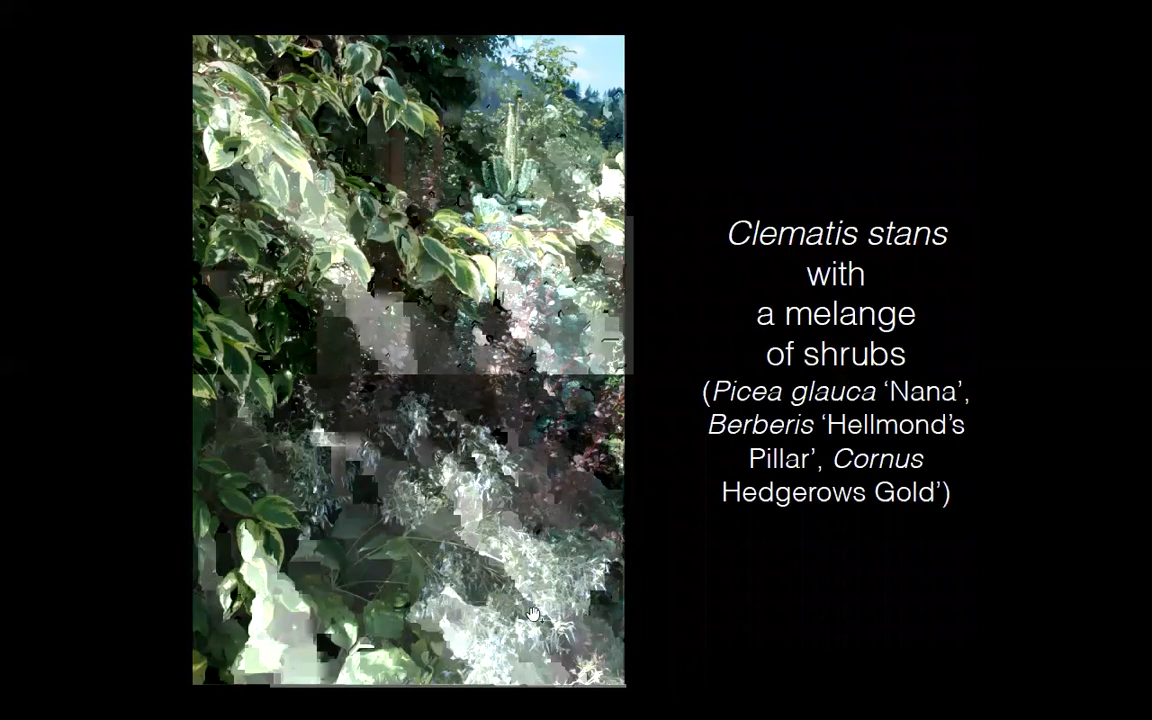 Clematis stans
with
a melange
of shrubs
(Picea glauca ‘Nana’,
Berberis ‘Hellmond’s
Pillar’, Cornus
Hedgerows Gold’)